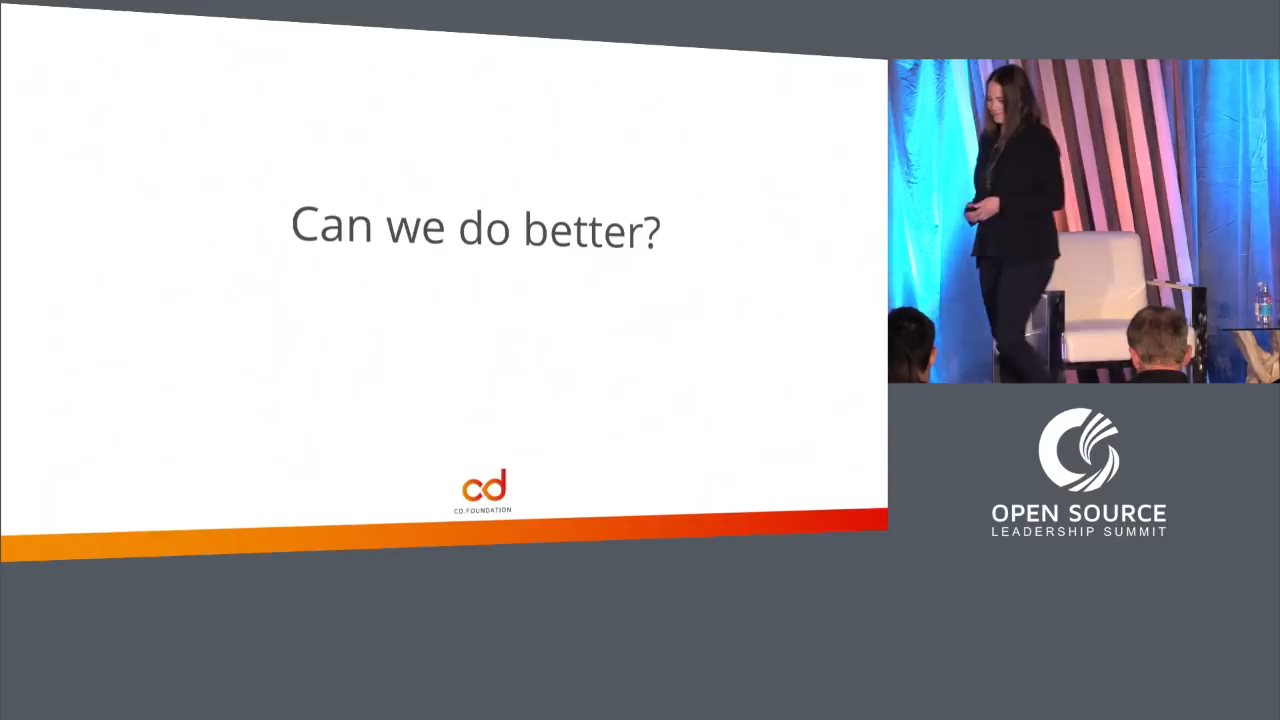 Can we do better?
cd
CD.FOUNDATION
OPEN SOURCE
LEADERSHIP SUMMIT